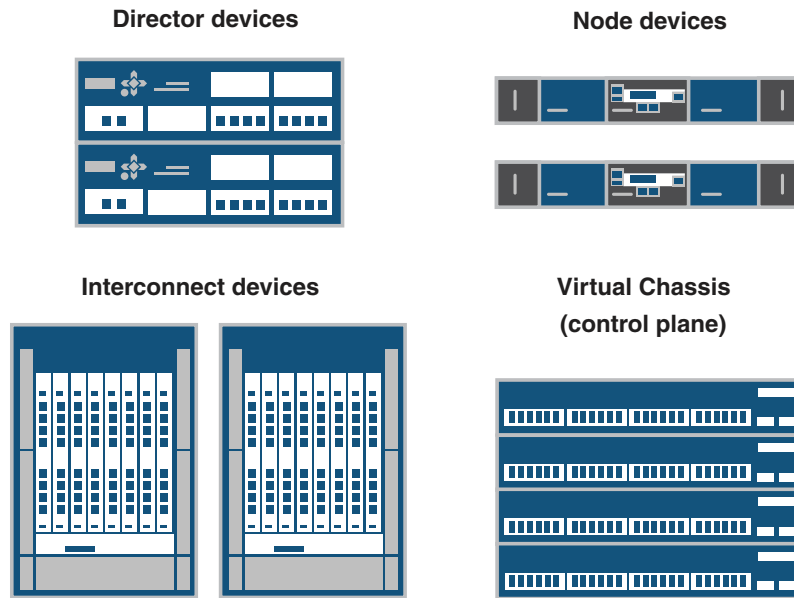 Director devices
Node devices
Interconnect devices
Virtual Chassis
(control plane)